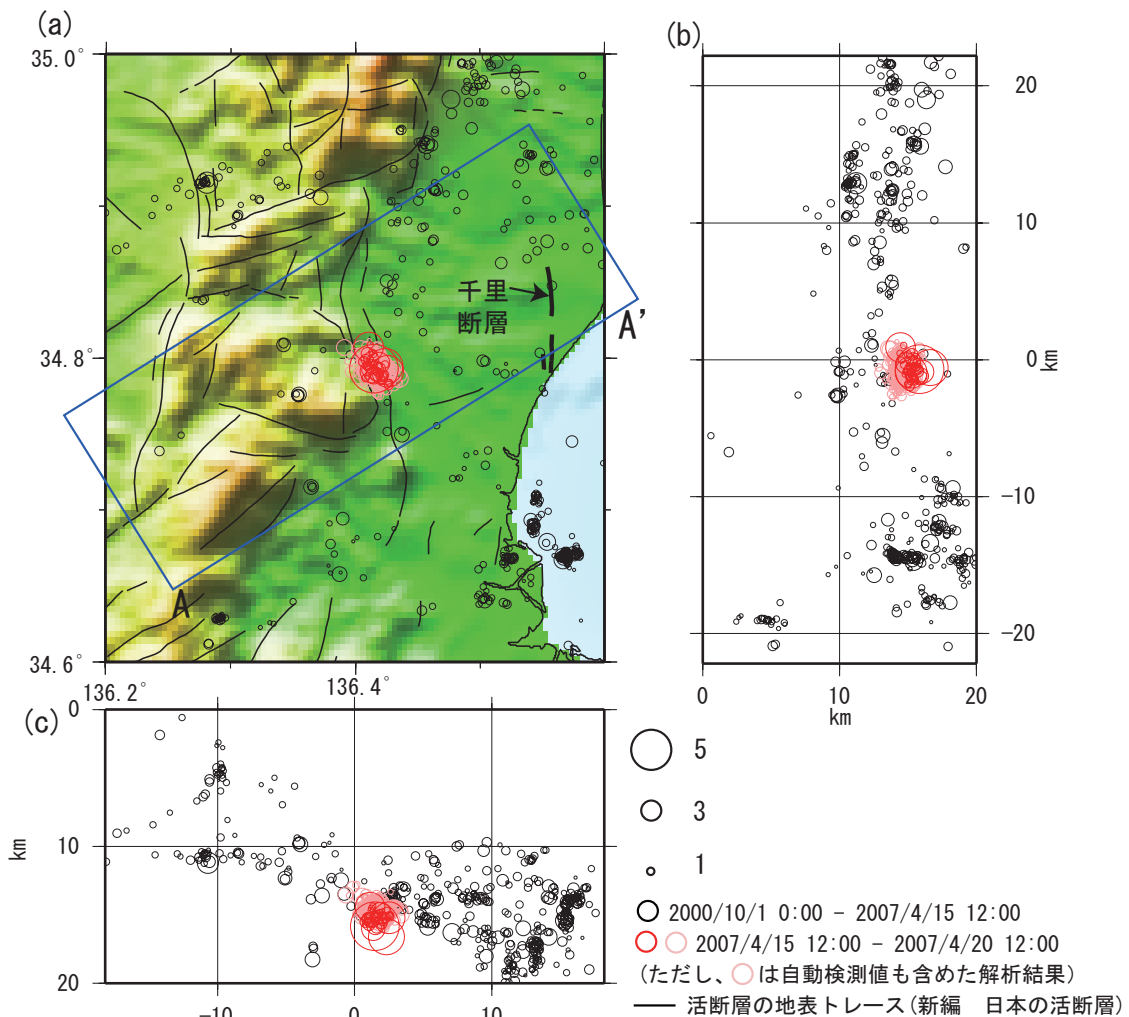 (a)
35.0°
34.8°
34.6°
136.2°
136.4°
千里
断層
A'
A
(b)
20
10
0
-10
-20
km
0
10
20
km
(c)
0
10
20
km
-10
0
10
5
3
1
2000/10/1 0:00 - 2007/4/15 12:00
2007/4/15 12:00 - 2007/4/20 12:00
(ただし、○は自動検測値も含めた解析結果)
活断層の地表トレース(新編 日本の活断層)